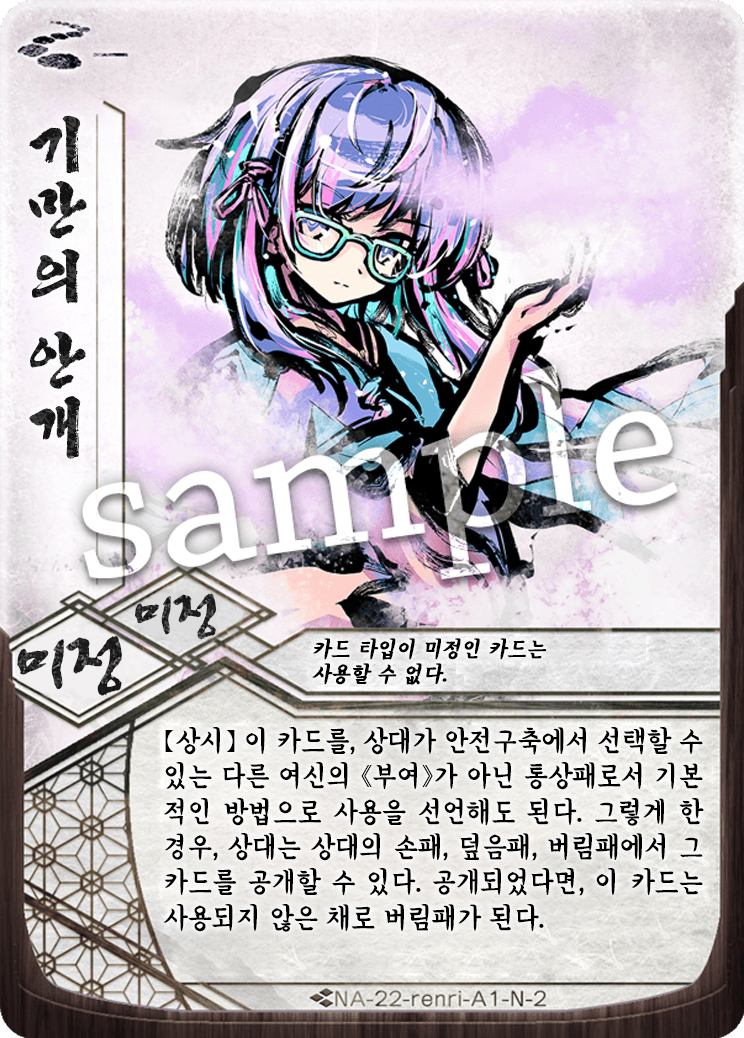 기만의 안개
sample
미정
미정
카드 타입이 미정인 카드는
사용할 수 없다.
【상시】 이 카드를, 상대가 안전구축에서 선택할 수
있는 다른 여신의 《부여》가 아닌 통상패로서 기본
적인 방법으로 사용을 선언해도 된다. 그렇게 한
경우, 상대는 상대의 손패, 덮음패, 버림패에서 그
카드를 공개할 수 있다. 공개되었다면, 이 카드는
사용되지 않은 채로 버림패가 된다.
NA-22-renri-A1-N-2